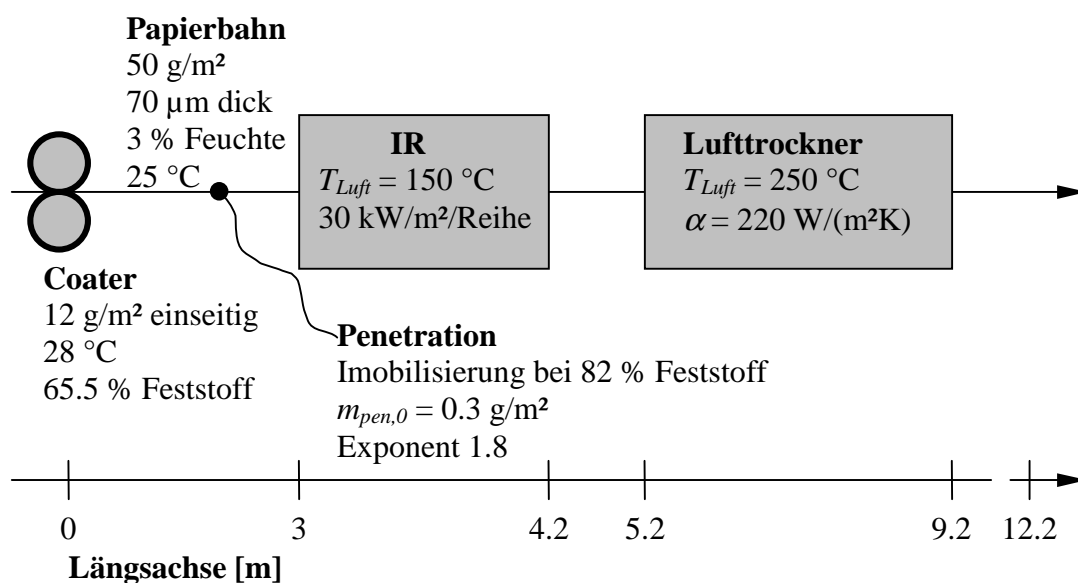 Papierbahn
50 g/m²
70 µm dick
3 % Feuchte
25 °C
IR
T_Luft = 150 °C
30 kW/m²/Reihe
Lufttrockner
T_Luft = 250 °C
α = 220 W/(m²K)
Coater
12 g/m² einseitig
28 °C
65.5 % Feststoff
Penetration
Imobilisierung bei 82 % Feststoff
m_pen,0 = 0.3 g/m²
Exponent 1.8
0 3 4.2 5.2 9.2 12.2
Längsachse [m]